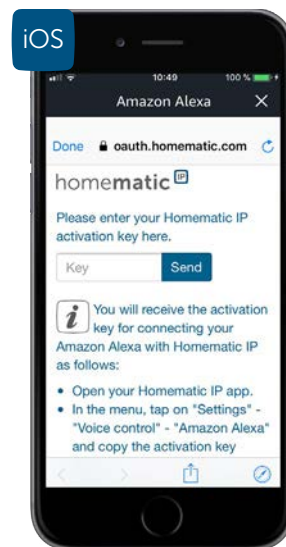 iOS
10:49 100 %
Amazon Alexa ×
Done oauth.homematic.com
homematic IP
Please enter your Homematic IP
activation key here.
Key Send
i You will receive the activation
key for connecting your
Amazon Alexa with Homematic IP
as follows:
• Open your Homematic IP app.
• In the menu, tap on "Settings" -
"Voice control" - "Amazon Alexa"
and copy the activation key